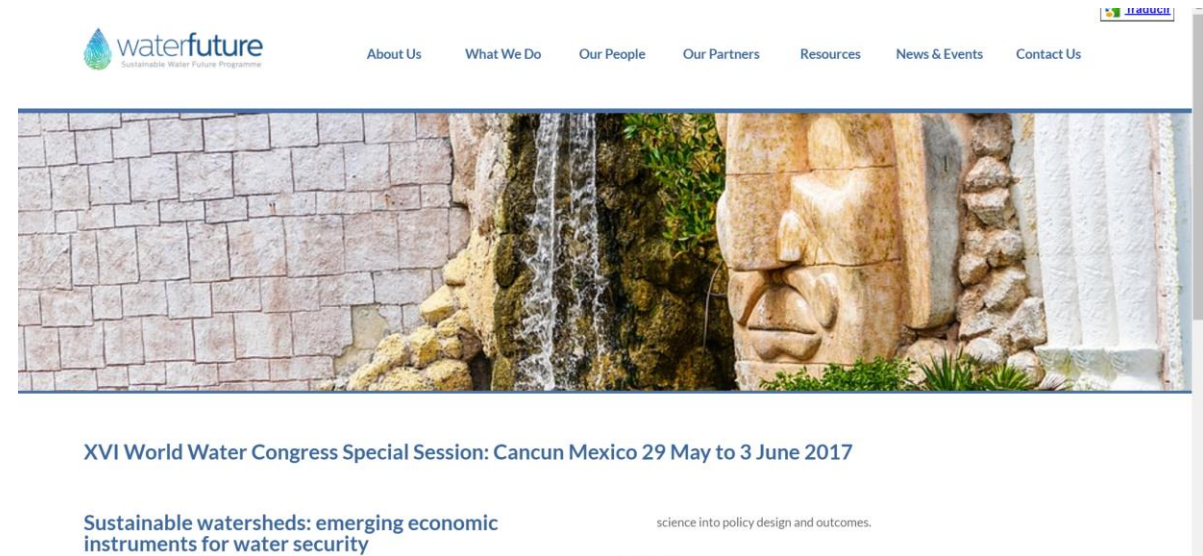 Traducir
waterfuture
Sustainable Water Future Programme
About Us What We Do Our People Our Partners Resources News & Events Contact Us
XVI World Water Congress Special Session: Cancun Mexico 29 May to 3 June 2017
Sustainable watersheds: emerging economic
instruments for water security
science into policy design and outcomes.